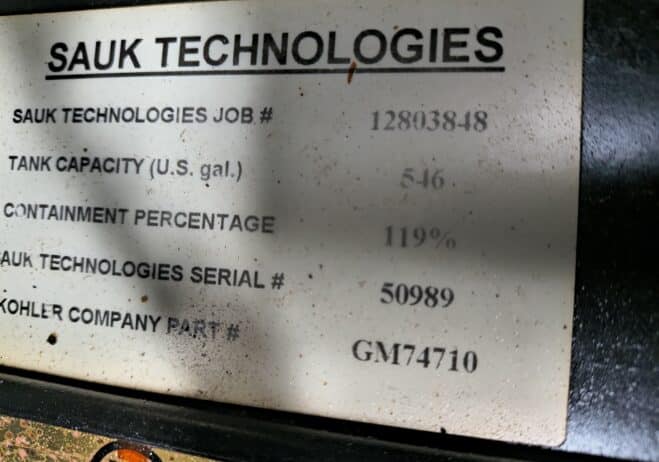 SAUK TECHNOLOGIES
SAUK TECHNOLOGIES JOB # 12803848
TANK CAPACITY (U.S. gal.) 546
CONTAINMENT PERCENTAGE 119%
AUK TECHNOLOGIES SERIAL # 50989
KOHLER COMPANY PART # GM74710